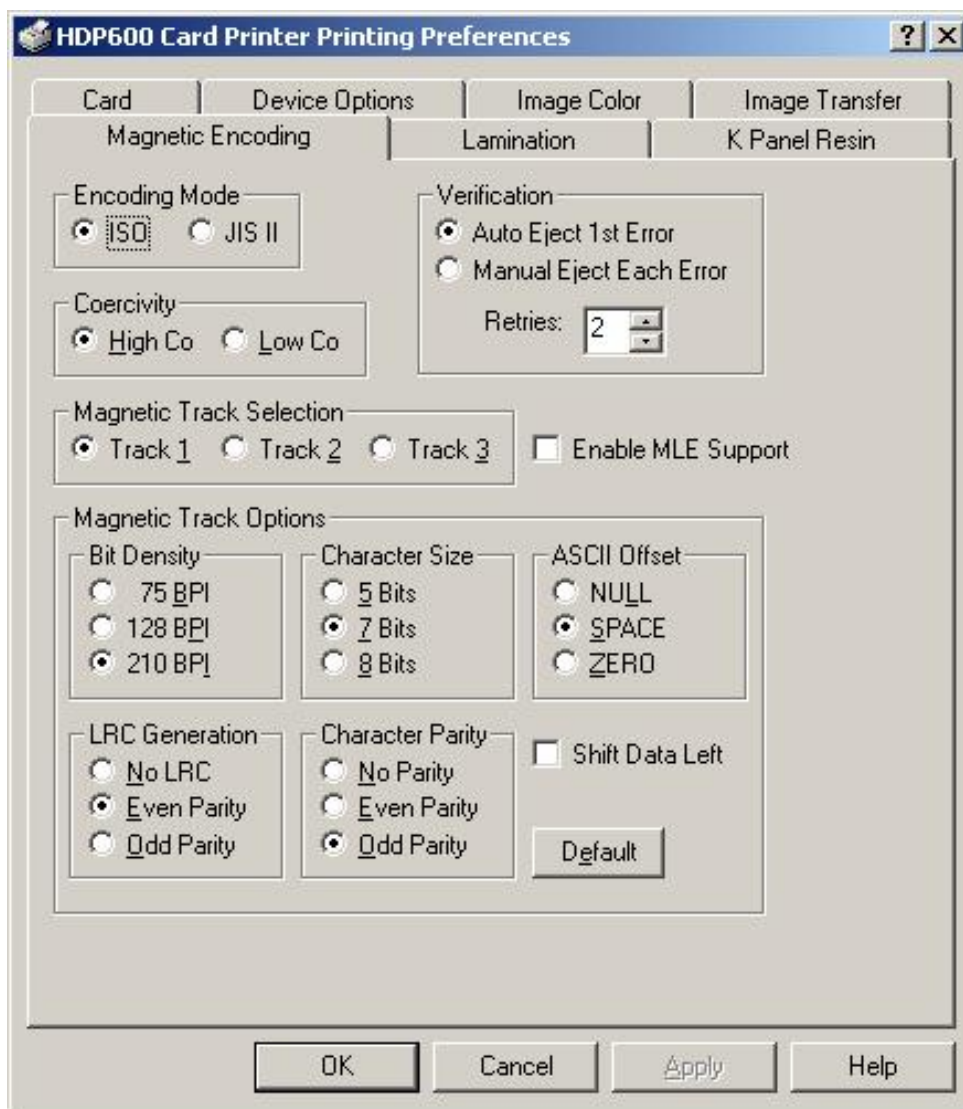 HDP600 Card Printer Printing Preferences
Card Device Options Image Color Image Transfer
Magnetic Encoding Lamination K Panel Resin
Encoding Mode
ISO JIS II
Verification
Auto Eject 1st Error
Manual Eject Each Error
Retries: 2
Coercivity
High Co Low Co
Magnetic Track Selection
Track 1 Track 2 Track 3
Enable MLE Support
Magnetic Track Options
Bit Density
75 BPI
128 BPI
210 BPI
Character Size
5 Bits
7 Bits
8 Bits
ASCII Offset
NULL
SPACE
ZERO
LRC Generation
No LRC
Even Parity
Odd Parity
Character Parity
No Parity
Even Parity
Odd Parity
Shift Data Left
Default
OK Cancel Apply Help